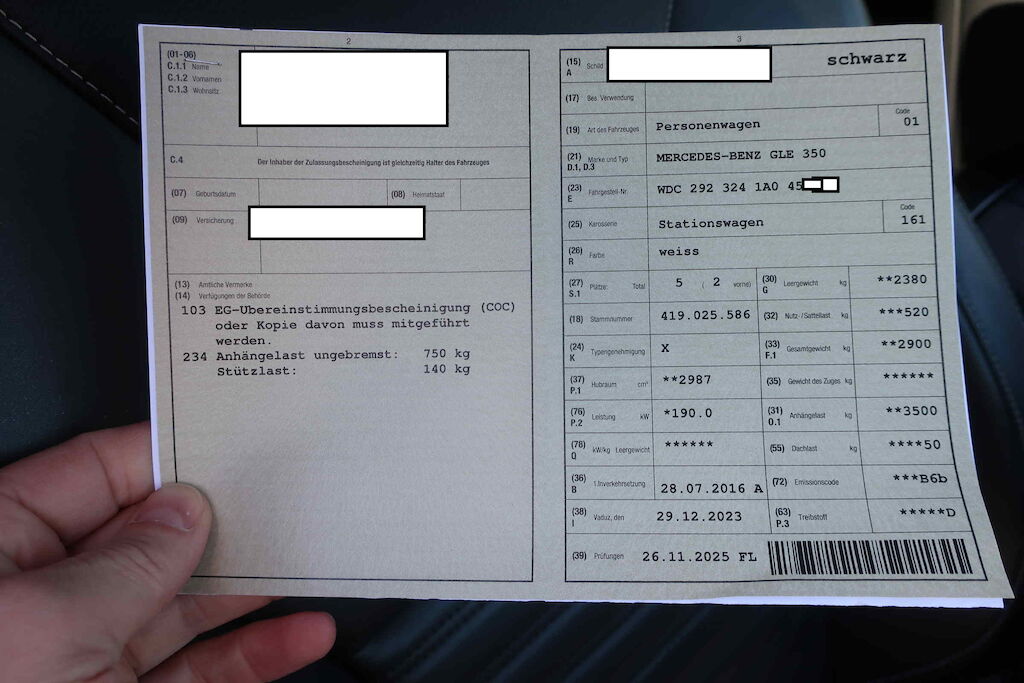 2
(01-06)
C.1.1 Name
C.1.2 Vornamen
C.1.3 Wohnsitz
C.4 Der Inhaber der Zulassungsbescheinigung ist gleichzeitig Halter des Fahrzeuges
(07) Geburtsdatum (08) Heimatstaat
(09) Versicherung
(13) Amtliche Vermerke
(14) Verfügungen der Behörde
103 EG-Übereinstimmungsbescheinigung (COC)
oder Kopie davon muss mitgeführt
werden.
234 Anhängelast ungebremst: 750 kg
Stützlast: 140 kg
3
(15) A Schild schwarz
(17) Bes. Verwendung
(19) Art des Fahrzeuges Personenwagen Code 01
(21) D.1, D.3 Marke und Typ MERCEDES-BENZ GLE 350
(23) E Fahrgestell-Nr. WDC 292 324 1A0 45
(25) Karosserie Stationswagen Code 161
(26) R Farbe weiss
(27) S.1 Plätze: Total 5 ( 2 vorne) (30) G Leergewicht kg **2380
(18) Stammnummer 419.025.586 (32) Nutz-/Sattellast kg ***520
(24) K Typengenehmigung X (33) F.1 Gesamtgewicht kg **2900
(37) P.1 Hubraum cm³ **2987 (35) Gewicht des Zuges kg ******
(76) P.2 Leistung kW *190.0 (31) O.1 Anhängelast kg **3500
(78) Q kW/kg Leergewicht ****** (55) Dachlast kg ****50
(36) B 1.Inverkehrsetzung 28.07.2016 A (72) Emissionscode ***B6b
(38) I Vaduz, den 29.12.2023 (63) P.3 Treibstoff *****D
(39) Prüfungen 26.11.2025 FL